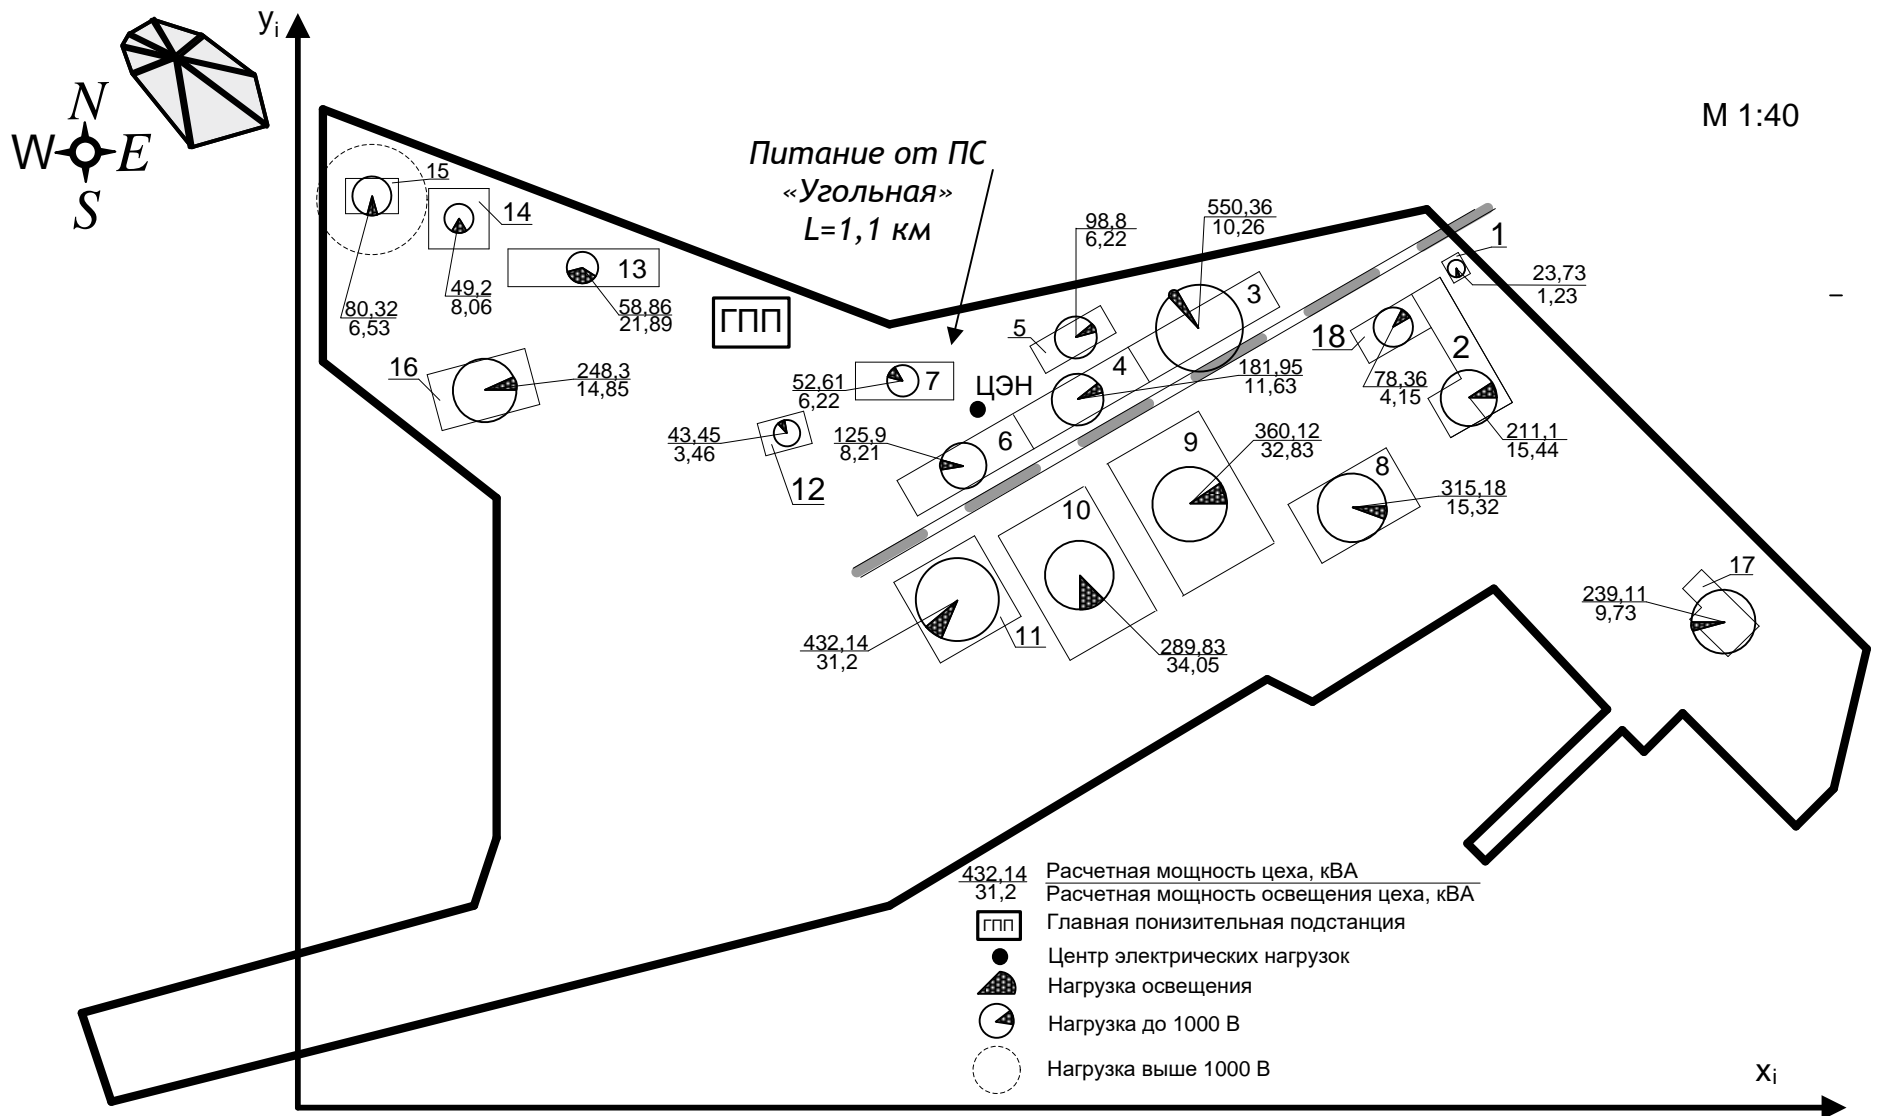 yi
N
W E
S
М 1:40
Питание от ПС
«Угольная»
L=1,1 км
15
14
13
80,32
6,53
49,2
8,06
58,86
21,89
ГПП
16
248,3
14,85
52,61
6,22
7
ЦЭН
43,45
3,46
12
125,9
8,21
6
5
98,8
6,22
4
550,36
10,26
3
181,95
11,63
1
23,73
1,23
18
2
78,36
4,15
211,1
15,44
9
360,12
32,83
8
315,18
15,32
10
289,83
34,05
11
432,14
31,2
17
239,11
9,73
432,14
31,2
Расчетная мощность цеха, кВА
Расчетная мощность освещения цеха, кВА
ГПП
Главная понизительная подстанция
Центр электрических нагрузок
Нагрузка освещения
Нагрузка до 1000 В
Нагрузка выше 1000 В
xi